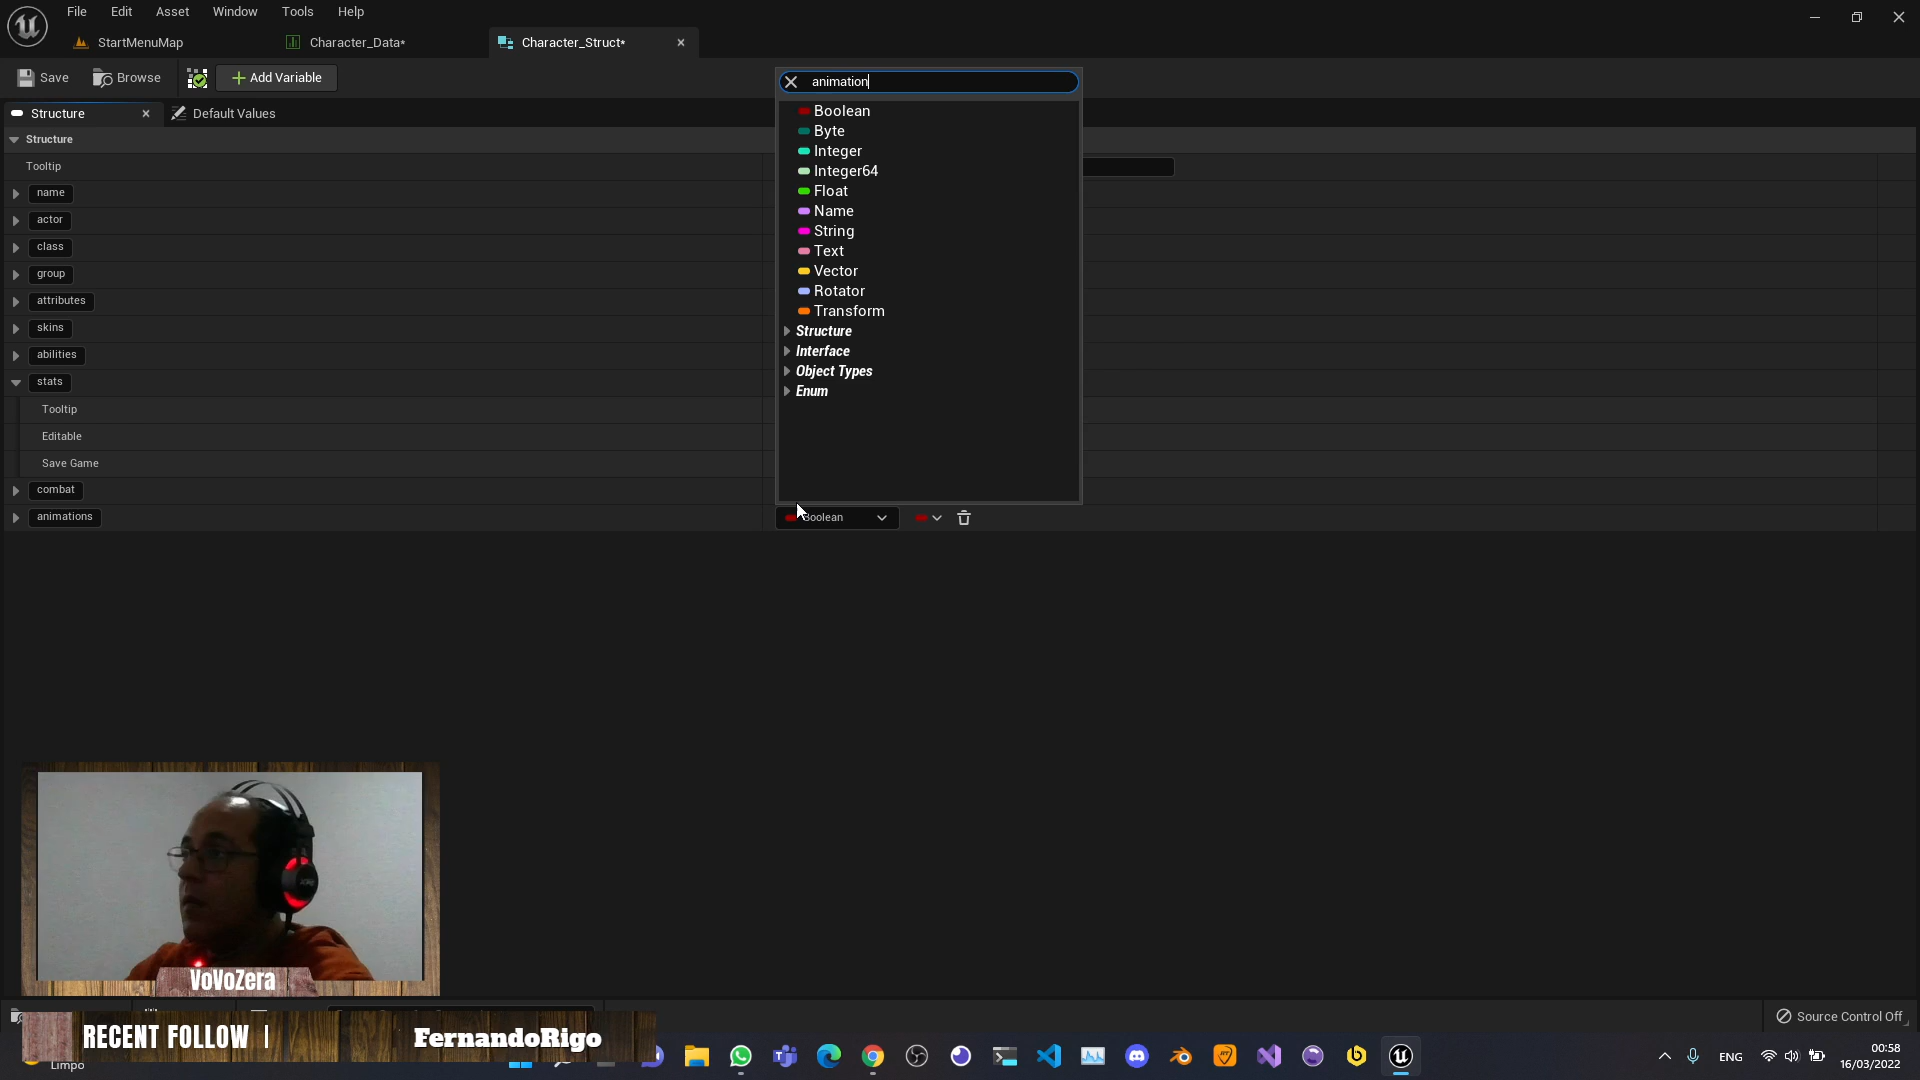 File Edit Asset Window Tools Help
StartMenuMap Character_Data* Character_Struct*
Save Browse Add Variable
animation
Structure Default Values
Structure
Tooltip
name
actor
class
group
attributes
skins
abilities
stats
Tooltip
Editable
Save Game
combat
animations
Boolean
Byte
Integer
Integer64
Float
Name
String
Text
Vector
Rotator
Transform
Structure
Interface
Object Types
Enum
Boolean
VoVoZera
RECENT FOLLOW | FernandoRigo
Source Control Off
Limpo
ENG
00:58
16/03/2022